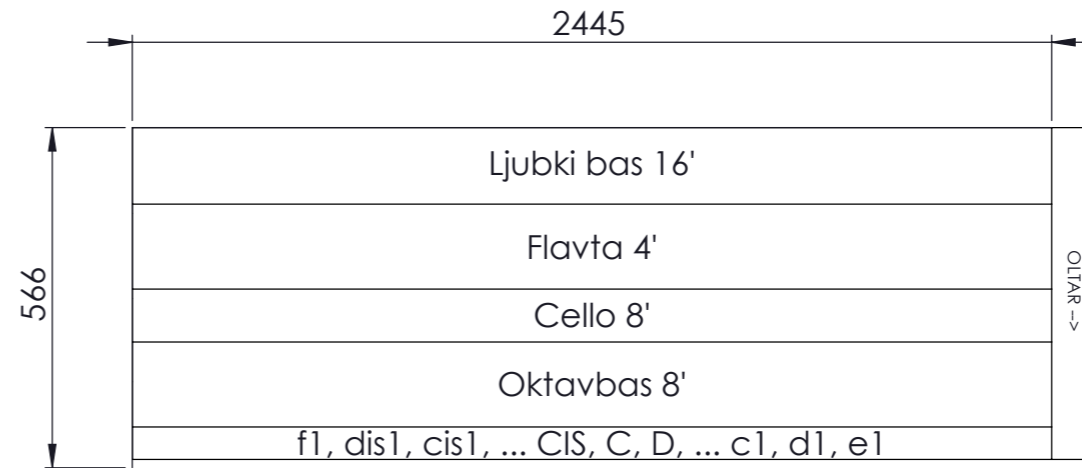 2445
Ljubki bas 16'
Flavta 4'
Cello 8'
Oktavbas 8'
f1, dis1, cis1, ... CIS, C, D, ... c1, d1, e1
566
OLTAR -->